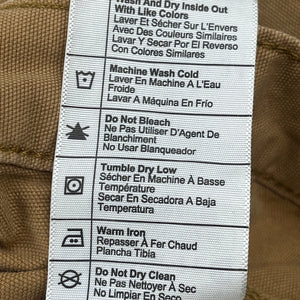 Wash And Dry Inside Out
With Like Colors
Laver Et Sécher Sur L'Envers
Avec Des Couleurs Similaires
Lavar Y Secar Por El Reverso
Con Colores Similares
Machine Wash Cold
Laver En Machine A L'Eau
Froide
Lavar A Máquina En Frío
Do Not Bleach
Ne Pas Utiliser D'Agent De
Blanchiment
No Usar Blanqueador
Tumble Dry Low
Sécher En Machine À Basse
Température
Secar En Secadora A Baja
Temperatura
Warm Iron
Repasser À Fer Chaud
Plancha Tibia
Do Not Dry Clean
Ne Pas Nettoyer À Sec
No Limpiar En Seco